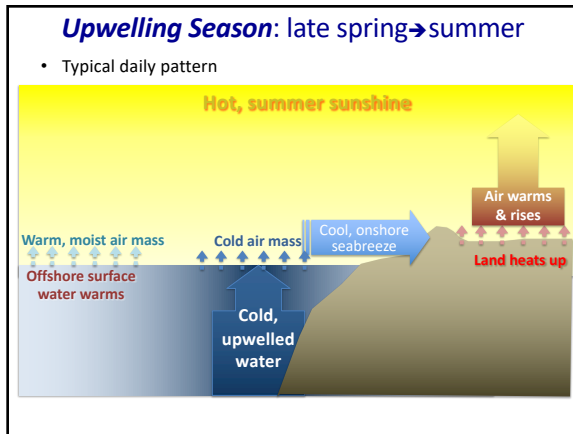 Upwelling Season: late spring→summer
• Typical daily pattern
Hot, summer sunshine
Air warms
& rises
Cool, onshore
seabreeze
Warm, moist air mass
Cold air mass
Land heats up
Offshore surface
water warms
Cold,
upwelled
water